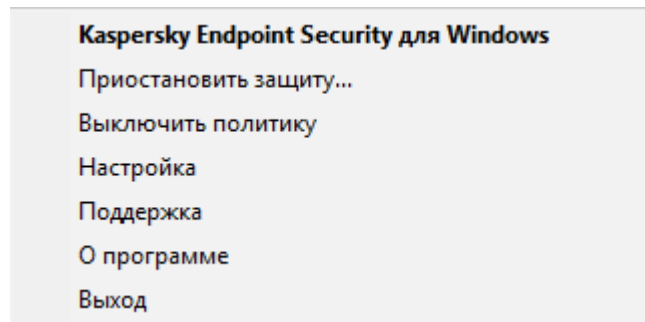 Kaspersky Endpoint Security для Windows
Приостановить защиту...
Выключить политику
Настройка
Поддержка
О программе
Выход